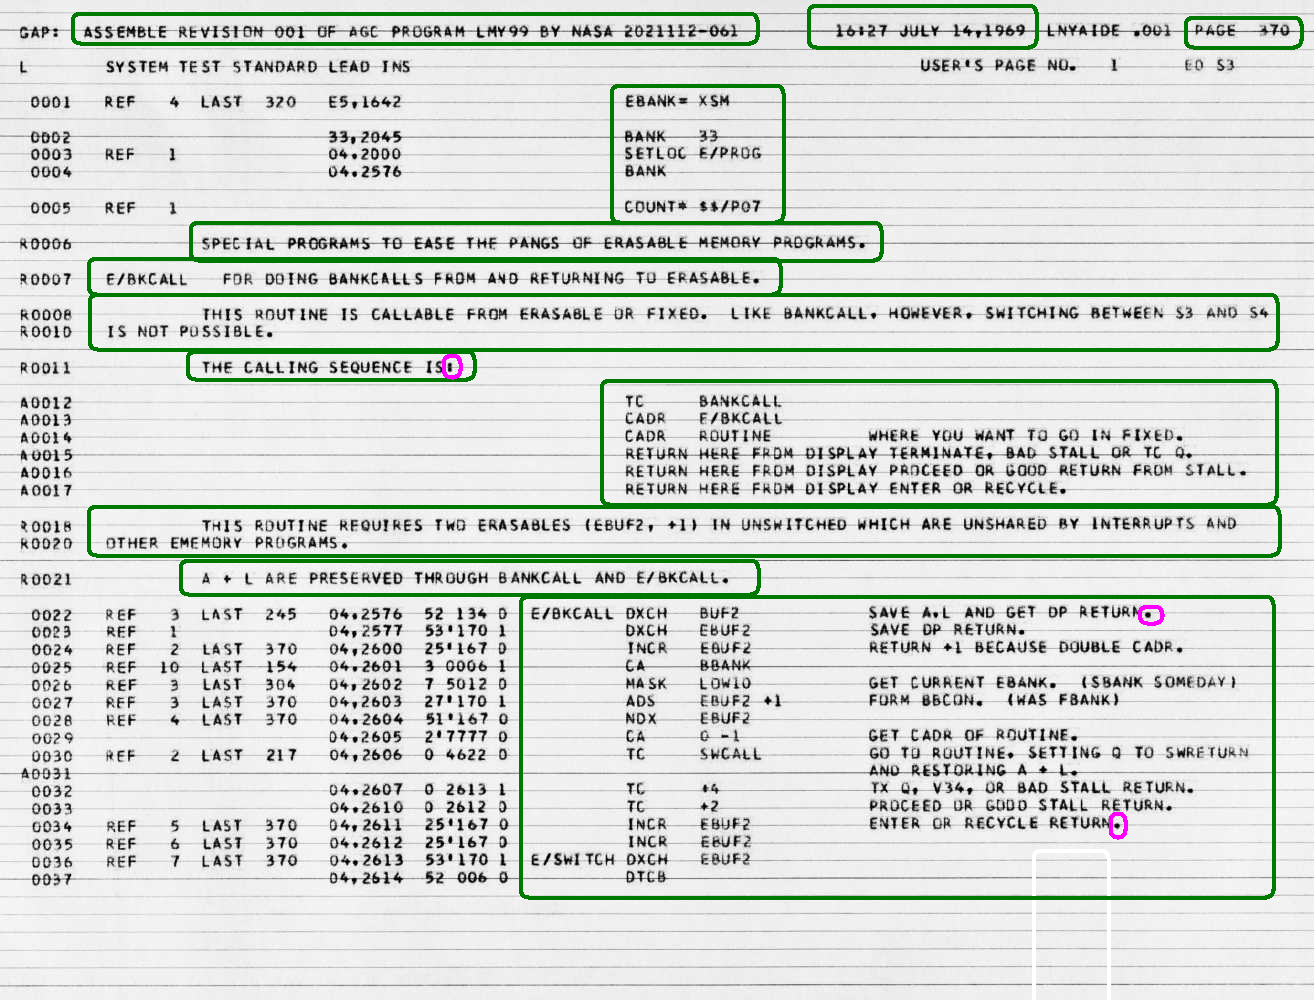 GAP: ASSEMBLE REVISION 001 OF AGC PROGRAM LMY99 BY NASA 2021112-061 16:27 JULY 14,1969 LNYAIDE .001 PAGE 370
L SYSTEM TEST STANDARD LEAD INS USER'S PAGE NO. 1 E0 S3
0001 REF 4 LAST 320 E5,1642 EBANK= XSM
0002 33,2045 BANK 33
0003 REF 1 04,2000 SETLOC E/PROG
0004 04,2576 BANK
0005 REF 1 COUNT* $$/P07
R0006 SPECIAL PROGRAMS TO EASE THE PANGS OF ERASABLE MEMORY PROGRAMS.
R0007 E/BKCALL FOR DOING BANKCALLS FROM AND RETURNING TO ERASABLE.
R0008 THIS ROUTINE IS CALLABLE FROM ERASABLE OR FIXED. LIKE BANKCALL, HOWEVER, SWITCHING BETWEEN S3 AND S4
R0010 IS NOT POSSIBLE.
R0011 THE CALLING SEQUENCE IS:
A0012 TC BANKCALL
A0013 CADR E/BKCALL
A0014 CADR ROUTINE WHERE YOU WANT TO GO IN FIXED.
A0015 RETURN HERE FROM DISPLAY TERMINATE, BAD STALL OR TC Q.
A0016 RETURN HERE FROM DISPLAY PROCEED OR GOOD RETURN FROM STALL.
A0017 RETURN HERE FROM DISPLAY ENTER OR RECYCLE.
R0018 THIS ROUTINE REQUIRES TWO ERASABLES (EBUF2, +1) IN UNSWITCHED WHICH ARE UNSHARED BY INTERRUPTS AND
R0020 OTHER EMEMORY PROGRAMS.
R0021 A + L ARE PRESERVED THROUGH BANKCALL AND E/BKCALL.
0022 REF 3 LAST 245 04,2576 52 134 0 E/BKCALL DXCH BUF2 SAVE A,L AND GET DP RETURN.
0023 REF 1 04,2577 53'170 1 DXCH EBUF2 SAVE DP RETURN.
0024 REF 2 LAST 370 04,2600 25'167 0 INCR EBUF2 RETURN +1 BECAUSE DOUBLE CADR.
0025 REF 10 LAST 154 04,2601 3 0006 1 CA BBANK
0026 REF 3 LAST 304 04,2602 7 5012 0 MASK LOW10 GET CURRENT EBANK. (SBANK SOMEDAY)
0027 REF 3 LAST 370 04,2603 27'170 1 ADS EBUF2 +1 FORM BBCON. (WAS FBANK)
0028 REF 4 LAST 370 04,2604 51'167 0 NDX EBUF2
0029 04,2605 2'7777 0 CA 0 -1 GET CADR OF ROUTINE.
0030 REF 2 LAST 217 04,2606 0 4622 0 TC SWCALL GO TO ROUTINE, SETTING Q TO SWRETURN
A0031 AND RESTORING A + L.
0032 04,2607 0 2613 1 TC +4 TX Q, V34, OR BAD STALL RETURN.
0033 04,2610 0 2612 0 TC +2 PROCEED OR GOOD STALL RETURN.
0034 REF 5 LAST 370 04,2611 25'167 0 INCR EBUF2 ENTER OR RECYCLE RETURN.
0035 REF 6 LAST 370 04,2612 25'167 0 INCR EBUF2
0036 REF 7 LAST 370 04,2613 53'170 1 E/SWITCH DXCH EBUF2
0037 04,2614 52 006 0 DTCB